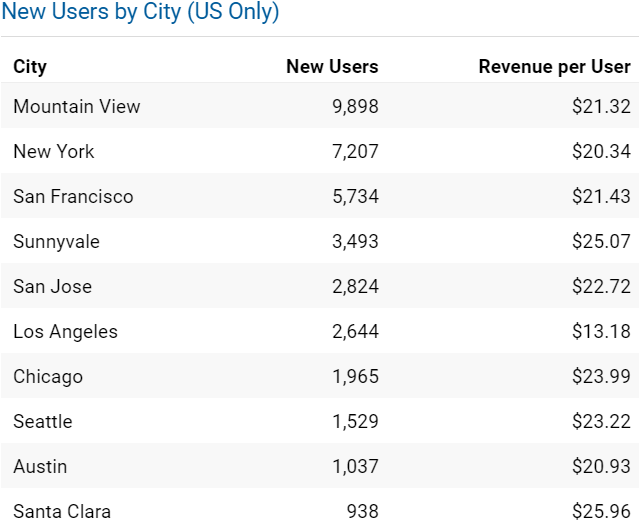 New Users by City (US Only)
City New Users Revenue per User
Mountain View 9,898 $21.32
New York 7,207 $20.34
San Francisco 5,734 $21.43
Sunnyvale 3,493 $25.07
San Jose 2,824 $22.72
Los Angeles 2,644 $13.18
Chicago 1,965 $23.99
Seattle 1,529 $23.22
Austin 1,037 $20.93
Santa Clara 938 $25.96